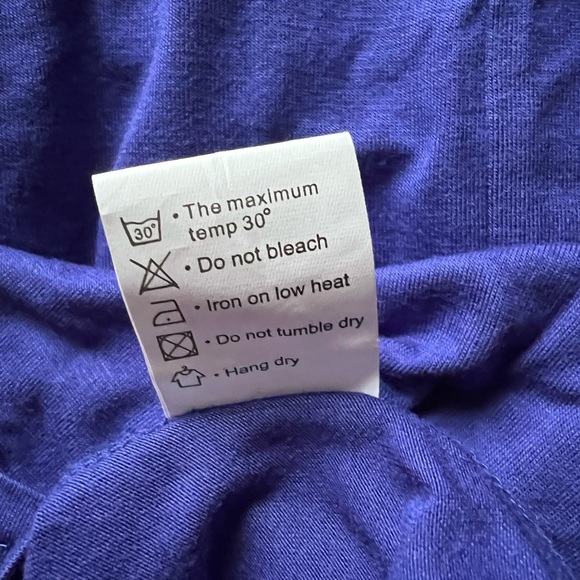 30°
• The maximum
temp 30°
• Do not bleach
• Iron on low heat
• Do not tumble dry
• Hang dry